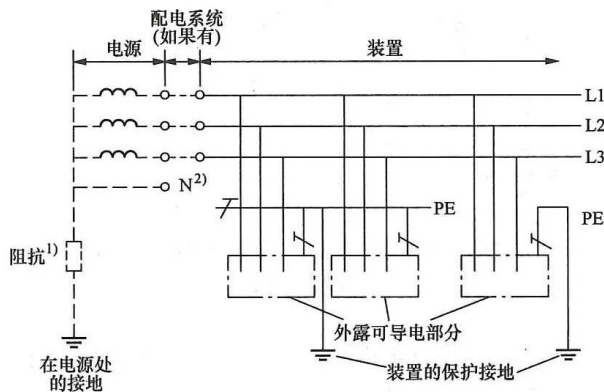 配电系统
(如果有)
电源
装置
L1
L2
L3
N²⁾
PE
PE
阻抗¹⁾
外露可导电部分
在电源处
的接地
装置的保护接地